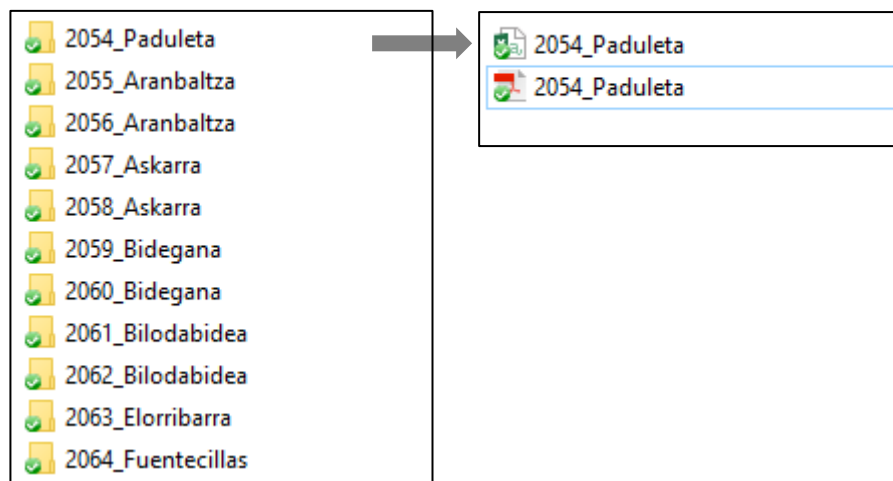 2054_Paduleta
2055_Aranbaltza
2056_Aranbaltza
2057_Askarra
2058_Askarra
2059_Bidegana
2060_Bidegana
2061_Bilodabidea
2062_Bilodabidea
2063_Elorribarra
2064_Fuentecillas
2054_Paduleta
2054_Paduleta